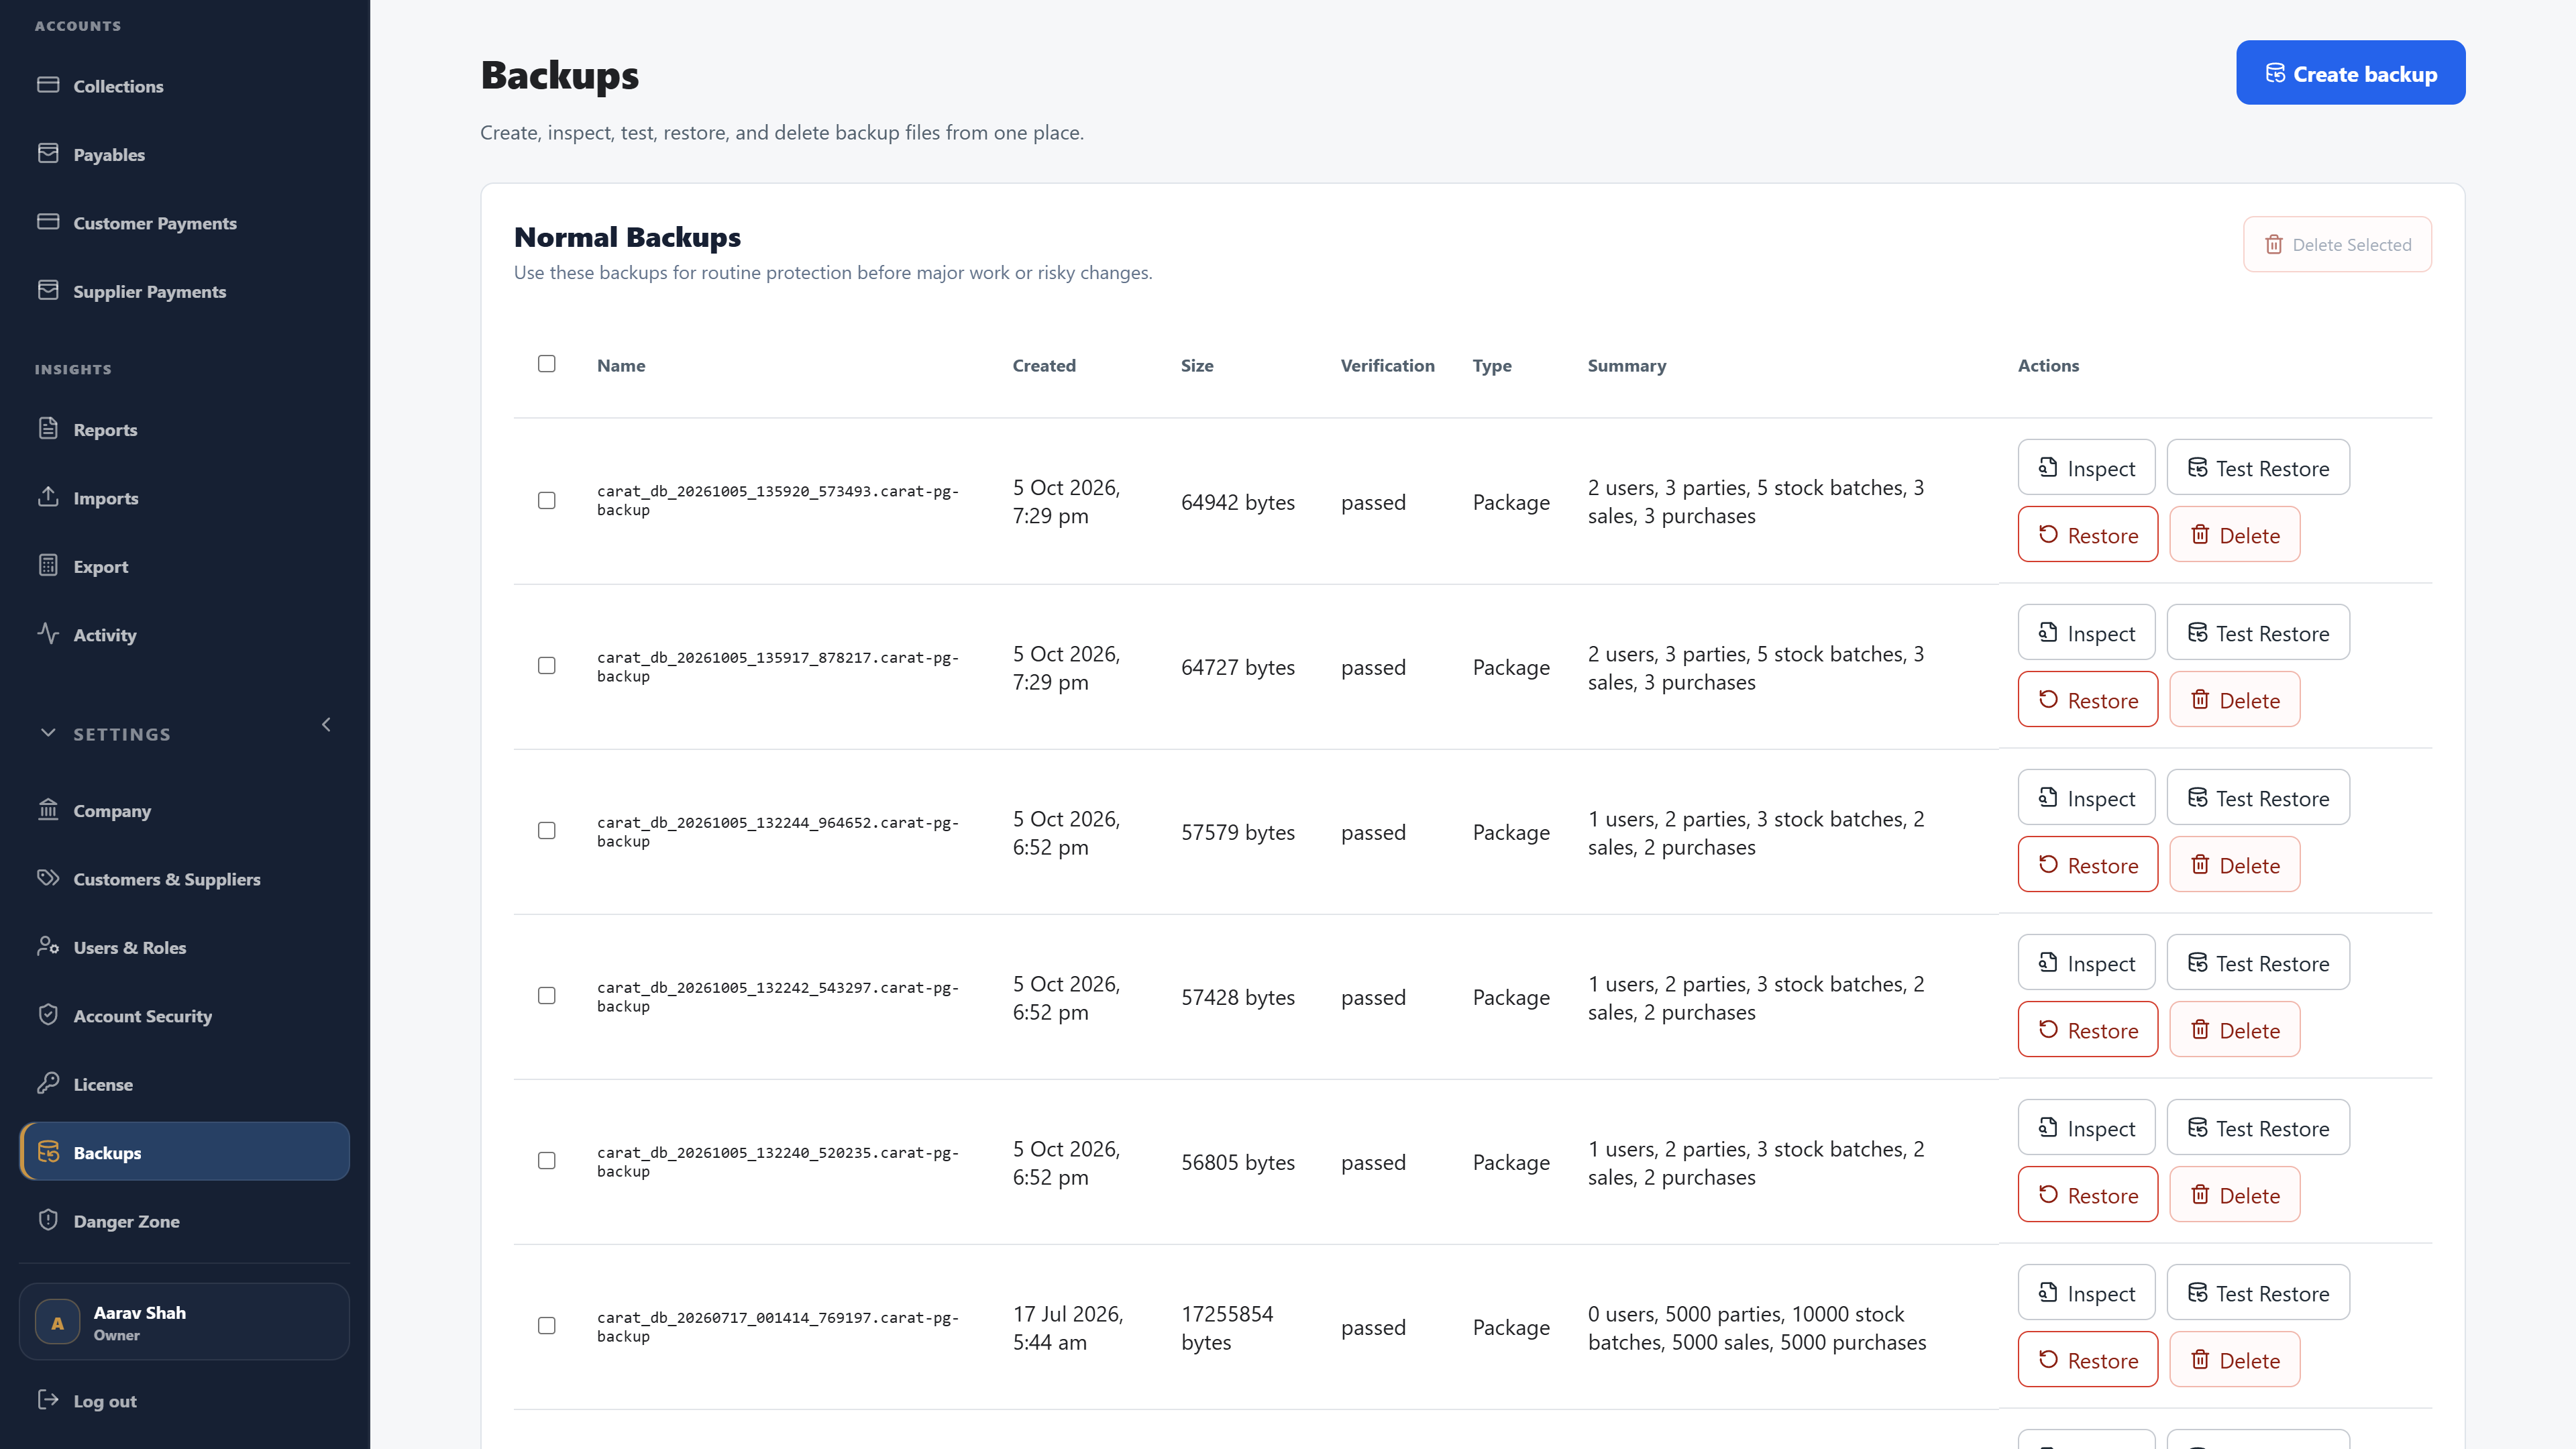 ACCOUNTS
Collections
Payables
Customer Payments
Supplier Payments
INSIGHTS
Reports
Imports
Export
Activity
SETTINGS
Company
Customers & Suppliers
Users & Roles
Account Security
License
Backups
Danger Zone
A
Aarav Shah
Owner
Log out
Backups
Create backup
Create, inspect, test, restore, and delete backup files from one place.
Normal Backups
Delete Selected
Use these backups for routine protection before major work or risky changes.
Name Created Size Verification Type Summary Actions
carat_db_20261005_135920_573493.carat-pg-
backup
5 Oct 2026,
7:29 pm
64942 bytes
passed
Package
2 users, 3 parties, 5 stock batches, 3
sales, 3 purchases
Inspect Test Restore
Restore Delete
carat_db_20261005_135917_878217.carat-pg-
backup
5 Oct 2026,
7:29 pm
64727 bytes
passed
Package
2 users, 3 parties, 5 stock batches, 3
sales, 3 purchases
Inspect Test Restore
Restore Delete
carat_db_20261005_132244_964652.carat-pg-
backup
5 Oct 2026,
6:52 pm
57579 bytes
passed
Package
1 users, 2 parties, 3 stock batches, 2
sales, 2 purchases
Inspect Test Restore
Restore Delete
carat_db_20261005_132242_543297.carat-pg-
backup
5 Oct 2026,
6:52 pm
57428 bytes
passed
Package
1 users, 2 parties, 3 stock batches, 2
sales, 2 purchases
Inspect Test Restore
Restore Delete
carat_db_20261005_132240_520235.carat-pg-
backup
5 Oct 2026,
6:52 pm
56805 bytes
passed
Package
1 users, 2 parties, 3 stock batches, 2
sales, 2 purchases
Inspect Test Restore
Restore Delete
carat_db_20260717_001414_769197.carat-pg-
backup
17 Jul 2026,
5:44 am
17255854
bytes
passed
Package
0 users, 5000 parties, 10000 stock
batches, 5000 sales, 5000 purchases
Inspect Test Restore
Restore Delete